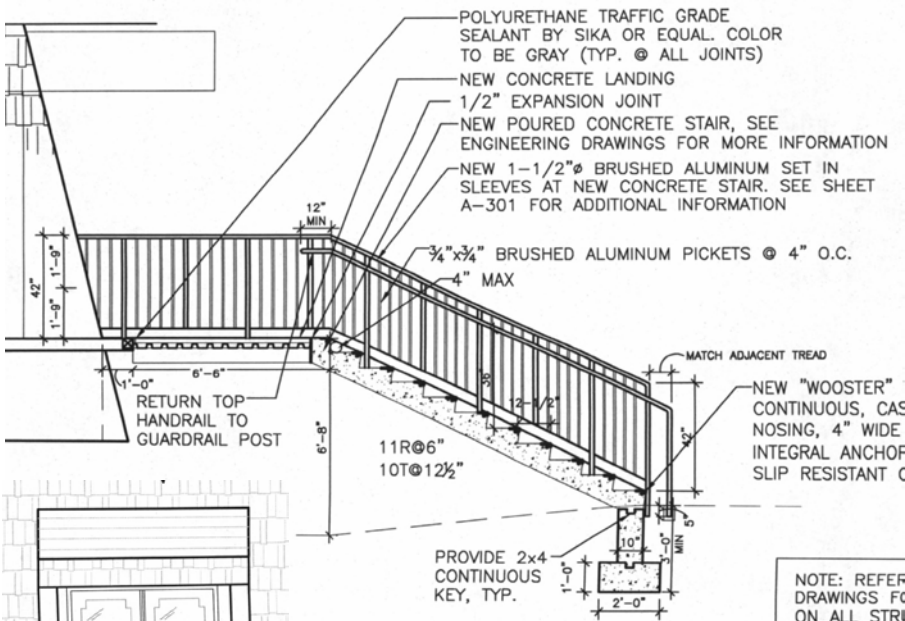 POLYURETHANE TRAFFIC GRADE
SEALANT BY SIKA OR EQUAL. COLOR
TO BE GRAY (TYP. @ ALL JOINTS)
NEW CONCRETE LANDING
1/2" EXPANSION JOINT
NEW POURED CONCRETE STAIR, SEE
ENGINEERING DRAWINGS FOR MORE INFORMATION
NEW 1-1/2"ø BRUSHED ALUMINUM SET IN
SLEEVES AT NEW CONCRETE STAIR. SEE SHEET
A-301 FOR ADDITIONAL INFORMATION
12"
MIN
3/4"x3/4" BRUSHED ALUMINUM PICKETS @ 4" O.C.
4" MAX
42"
1'-9"
1'-9"
MATCH ADJACENT TREAD
1'-0"
6'-6"
RETURN TOP
HANDRAIL TO
GUARDRAIL POST
6'-8"
36"
12-1/2"
11R@6"
10T@12½"
42"
NEW "WOOSTER"
CONTINUOUS, CAS
NOSING, 4" WIDE
INTEGRAL ANCHOR
SLIP RESISTANT
5"
10"
3'-0"
MIN
PROVIDE 2x4
CONTINUOUS
KEY, TYP.
1'-0"
2'-0"
NOTE: REFER
DRAWINGS FO
ON ALL STRU